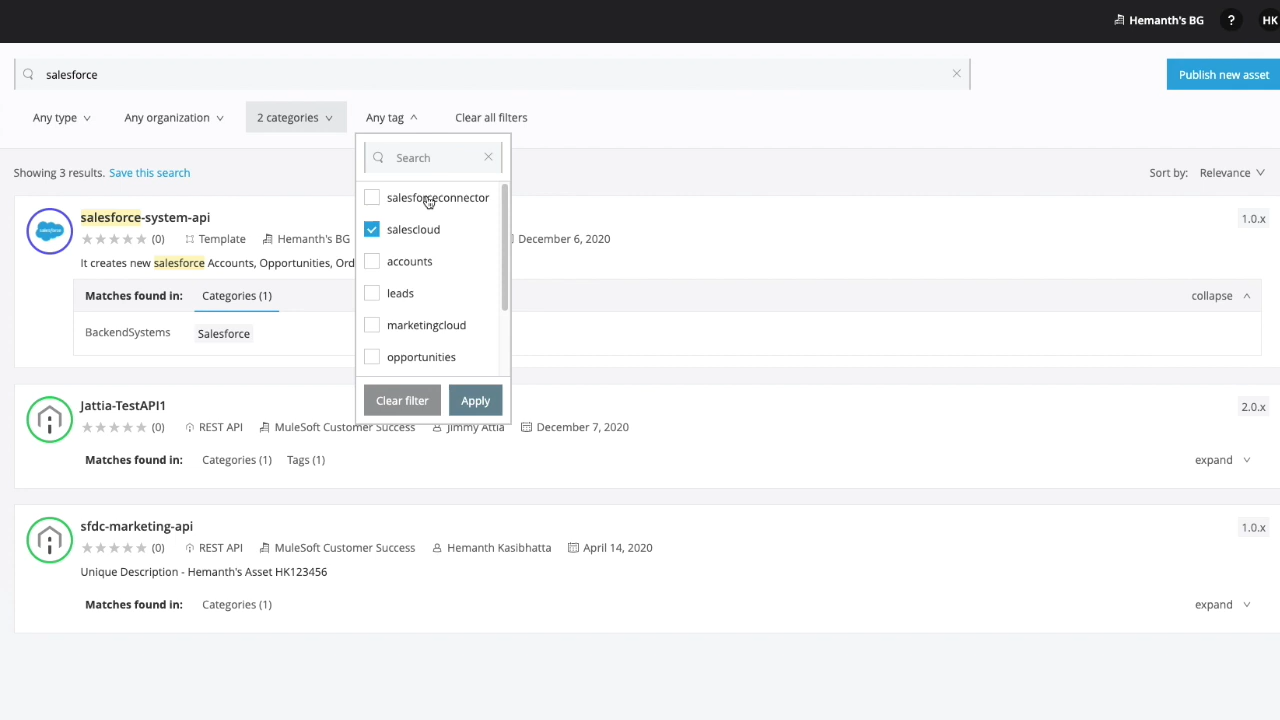 Hemanth's BG ? HK
salesforce
Publish new asset
Any type Any organization 2 categories Any tag Clear all filters
Search
Showing 3 results. Save this search
Sort by: Relevance
salesforceconnector
salescloud
accounts
leads
marketingcloud
opportunities
Clear filter Apply
salesforce-system-api
1.0.x
(0) Template Hemanth's BG December 6, 2020
It creates new salesforce Accounts, Opportunities, Ord
Matches found in: Categories (1) collapse
BackendSystems Salesforce
Jattia-TestAPI1
2.0.x
(0) REST API MuleSoft Customer Success Jimmy Attia December 7, 2020
Matches found in: Categories (1) Tags (1) expand
sfdc-marketing-api
1.0.x
(0) REST API MuleSoft Customer Success Hemanth Kasibhatta April 14, 2020
Unique Description - Hemanth's Asset HK123456
Matches found in: Categories (1) expand